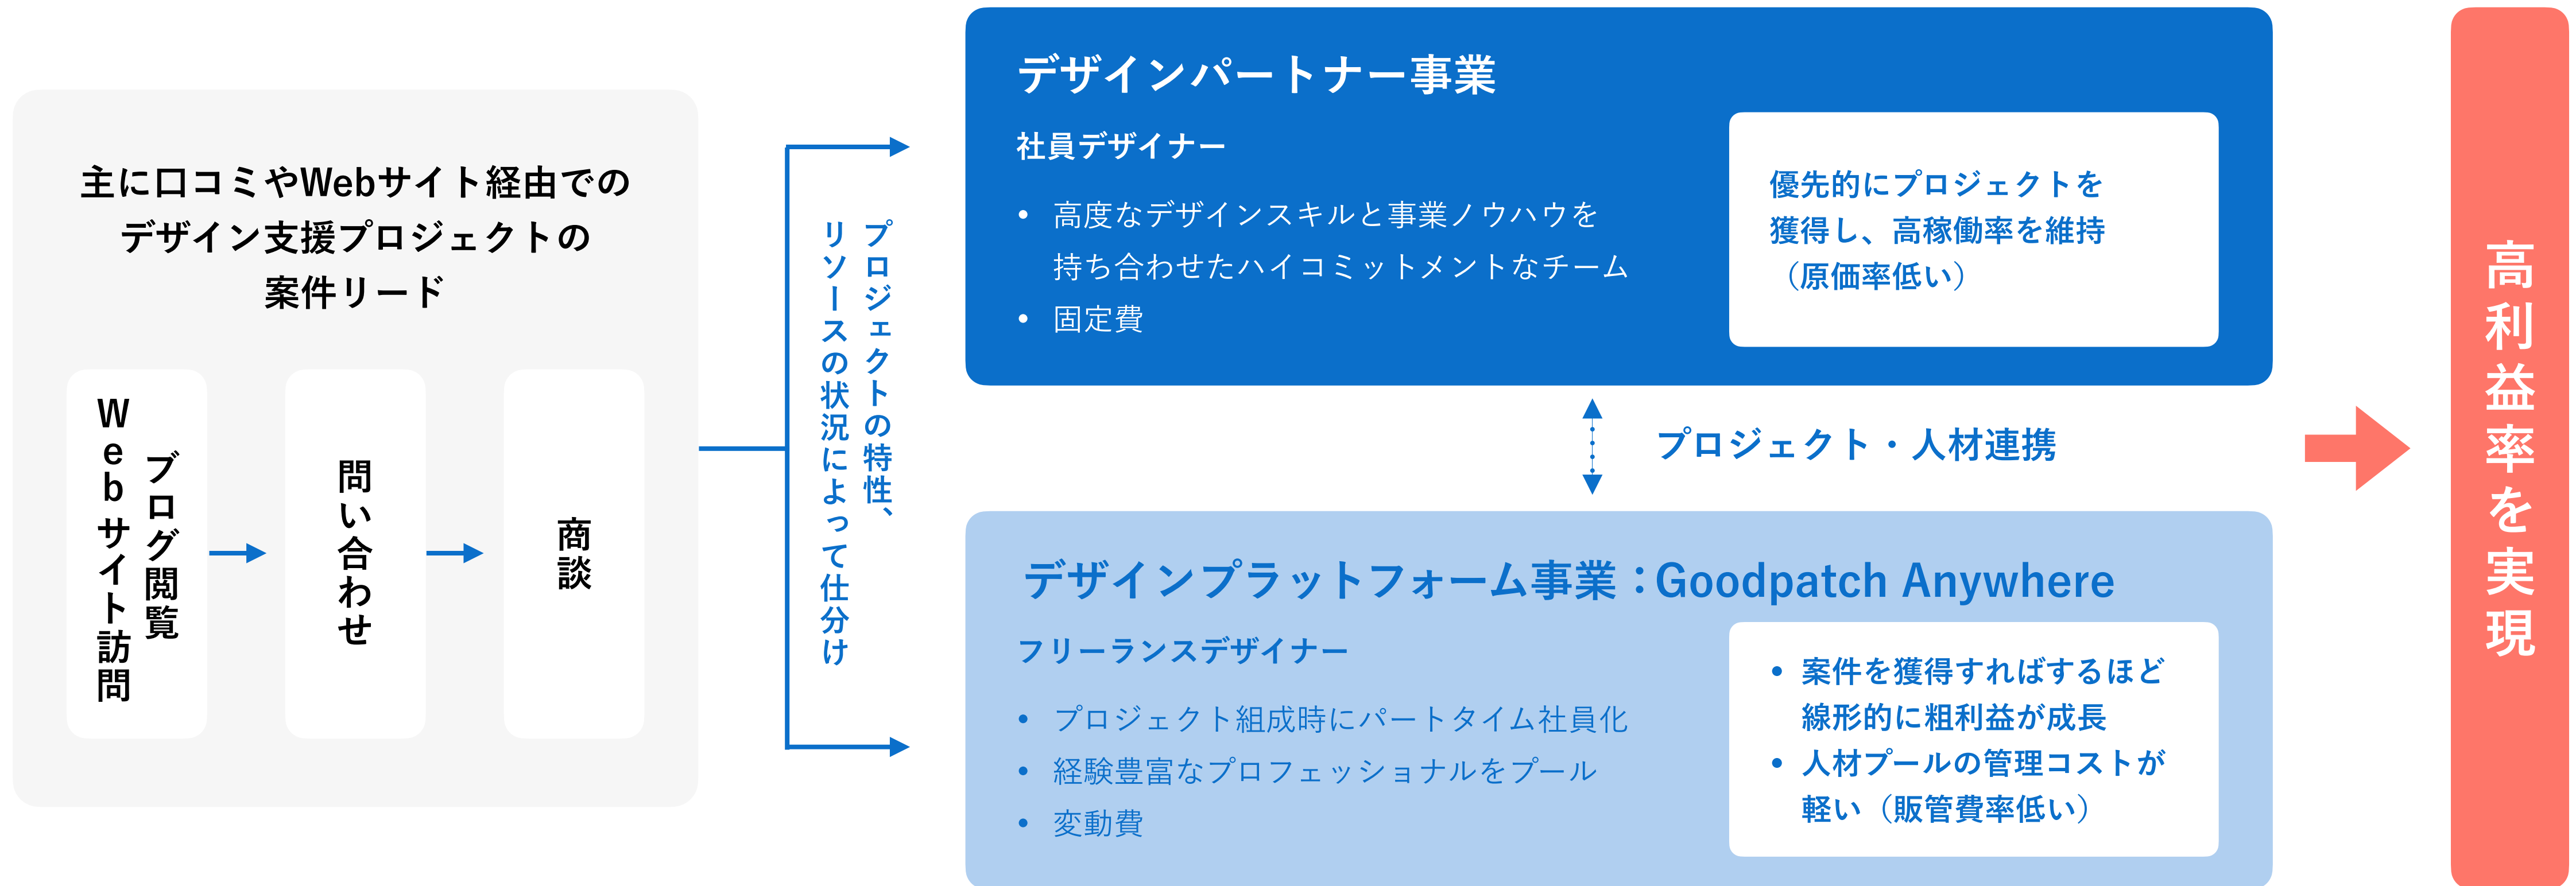 主に口コミやWebサイト経由での
デザイン支援プロジェクトの
案件リード
ブログ閲覧
Webサイト訪問
問い合わせ
商談
プロジェクトの特性、
リソースの状況によって仕分け
デザインパートナー事業
社員デザイナー
• 高度なデザインスキルと事業ノウハウを
持ち合わせたハイコミットメントなチーム
• 固定費
優先的にプロジェクトを
獲得し、高稼働率を維持
（原価率低い）
プロジェクト・人材連携
デザインプラットフォーム事業：Goodpatch Anywhere
フリーランスデザイナー
• プロジェクト組成時にパートタイム社員化
• 経験豊富なプロフェッショナルをプール
• 変動費
• 案件を獲得すればするほど
線形的に粗利益が成長
• 人材プールの管理コストが
軽い（販管費率低い）
高利益率を実現